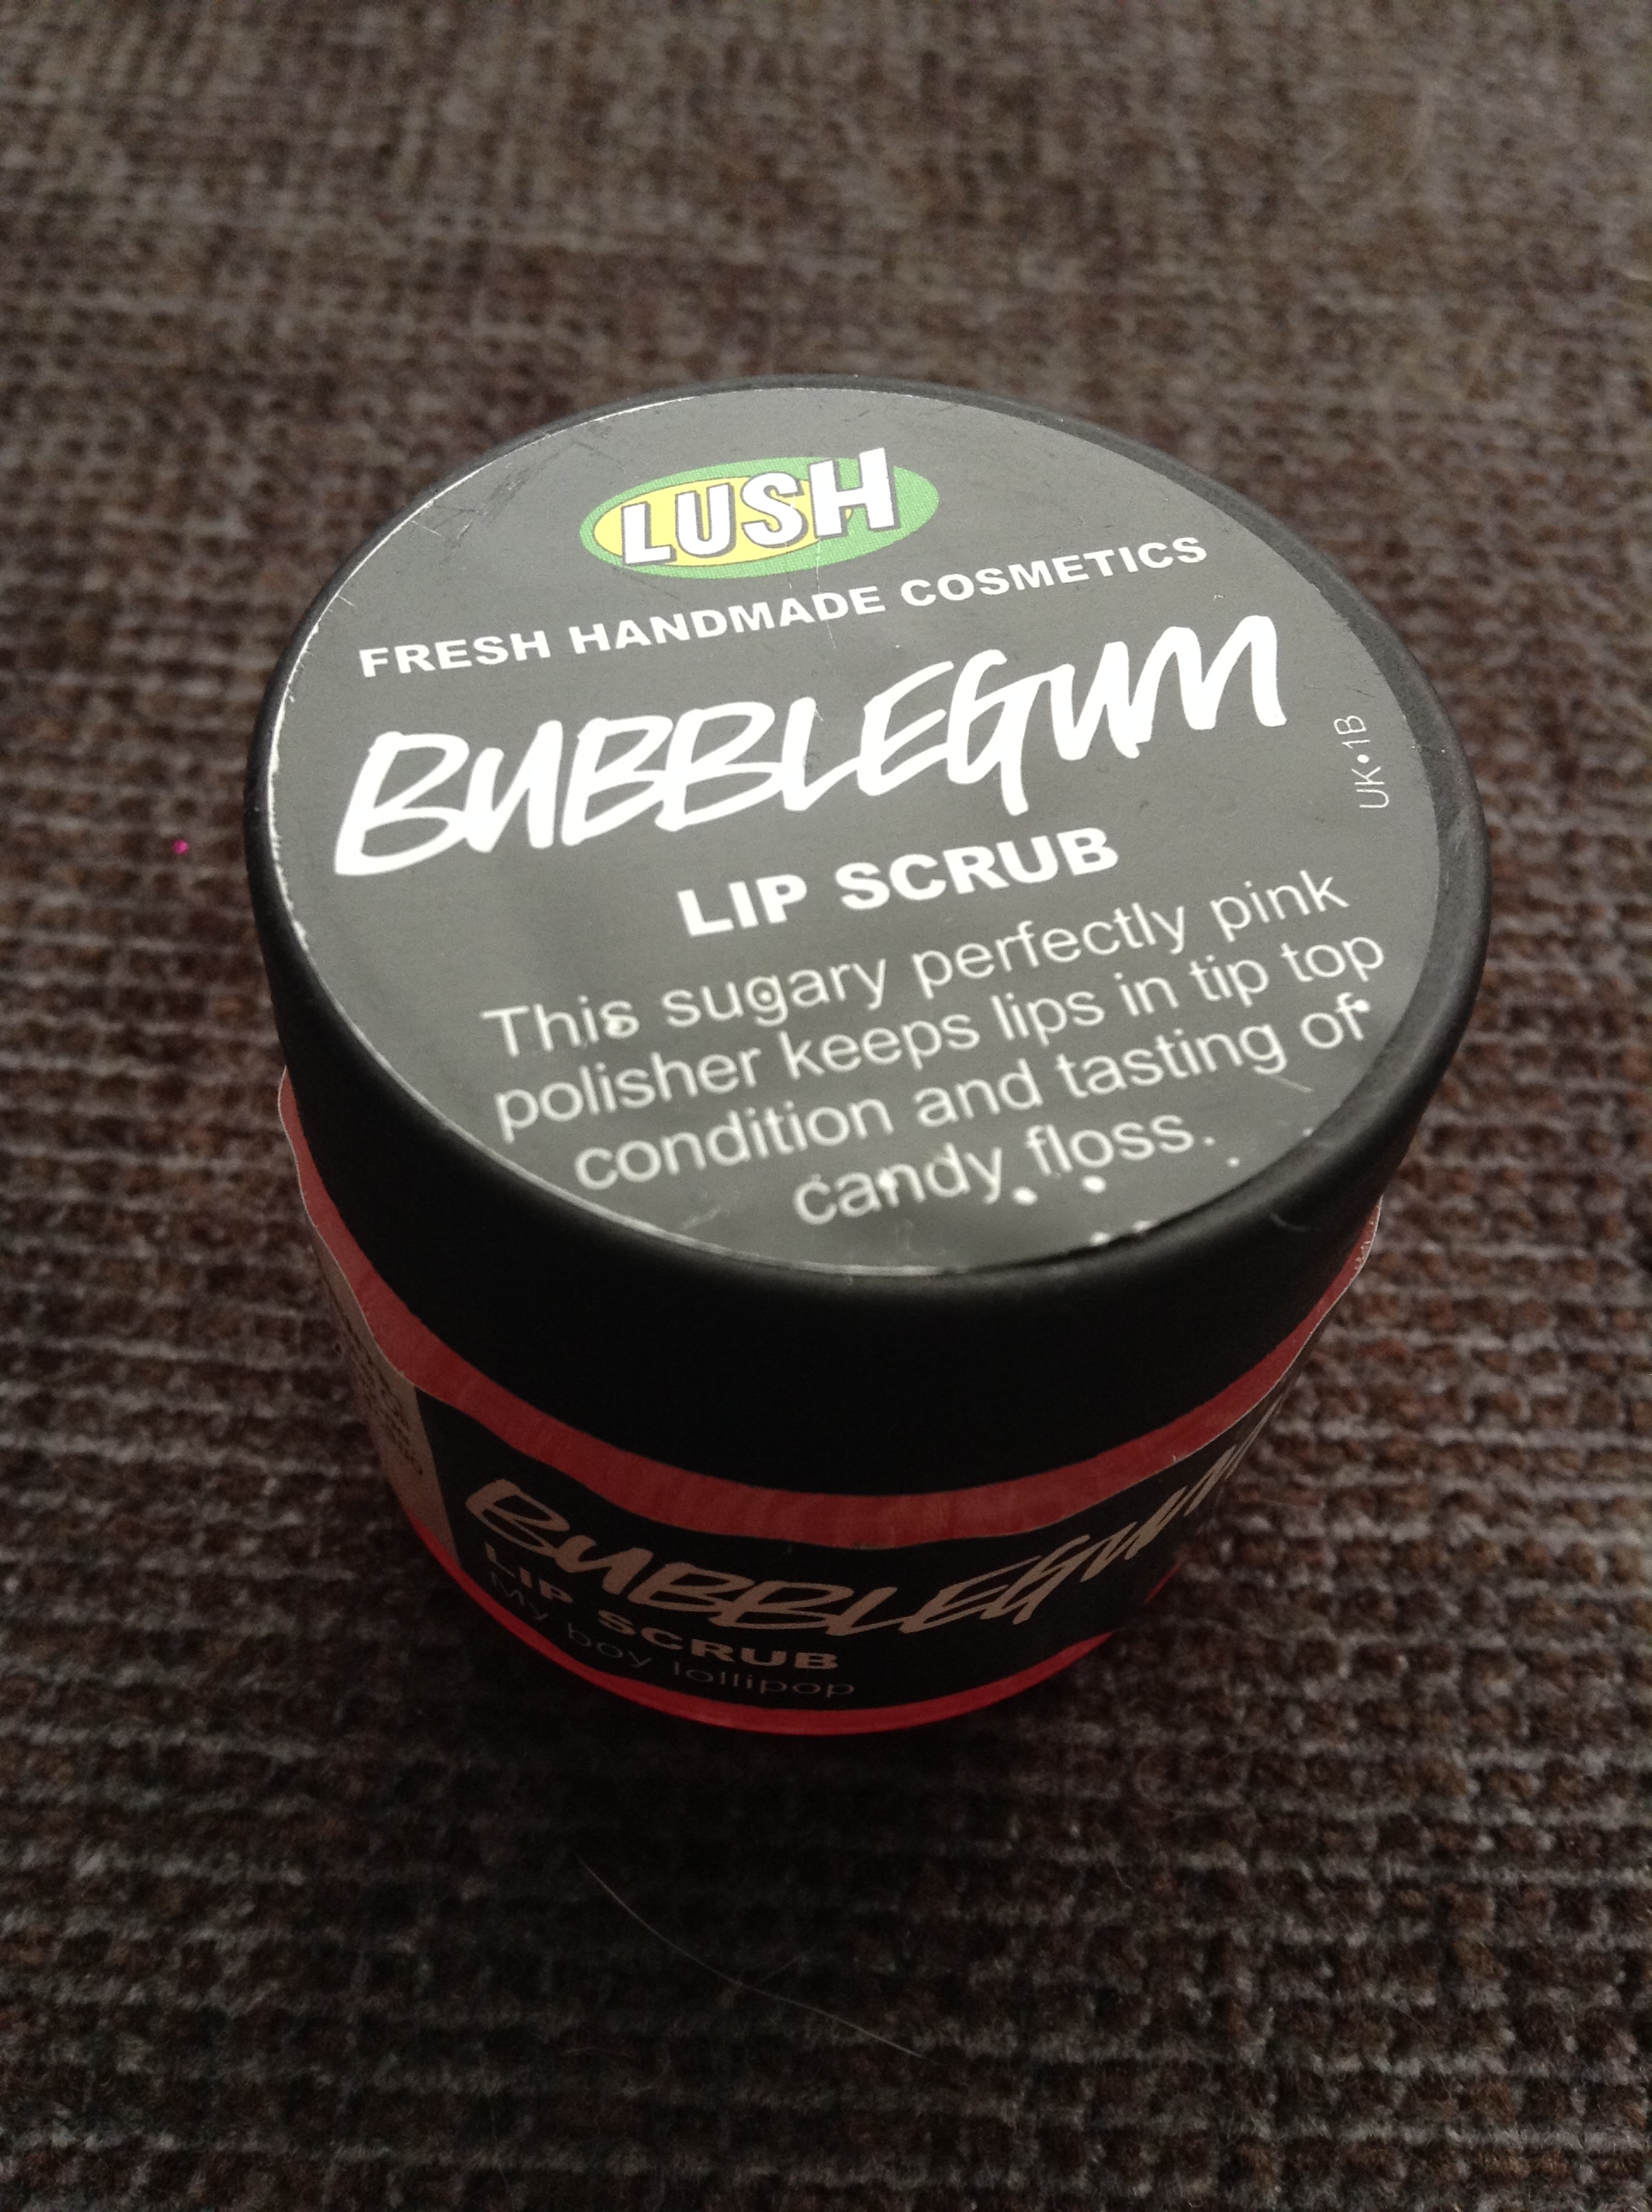 LUSH
FRESH HANDMADE COSMETICS
BUBBLEGUM
UK•1B
LIP SCRUB
This sugary perfectly pink
polisher keeps lips in tip top
condition and tasting of
candy floss.
BUBBLEGUM
LIP SCRUB
My boy lollipop